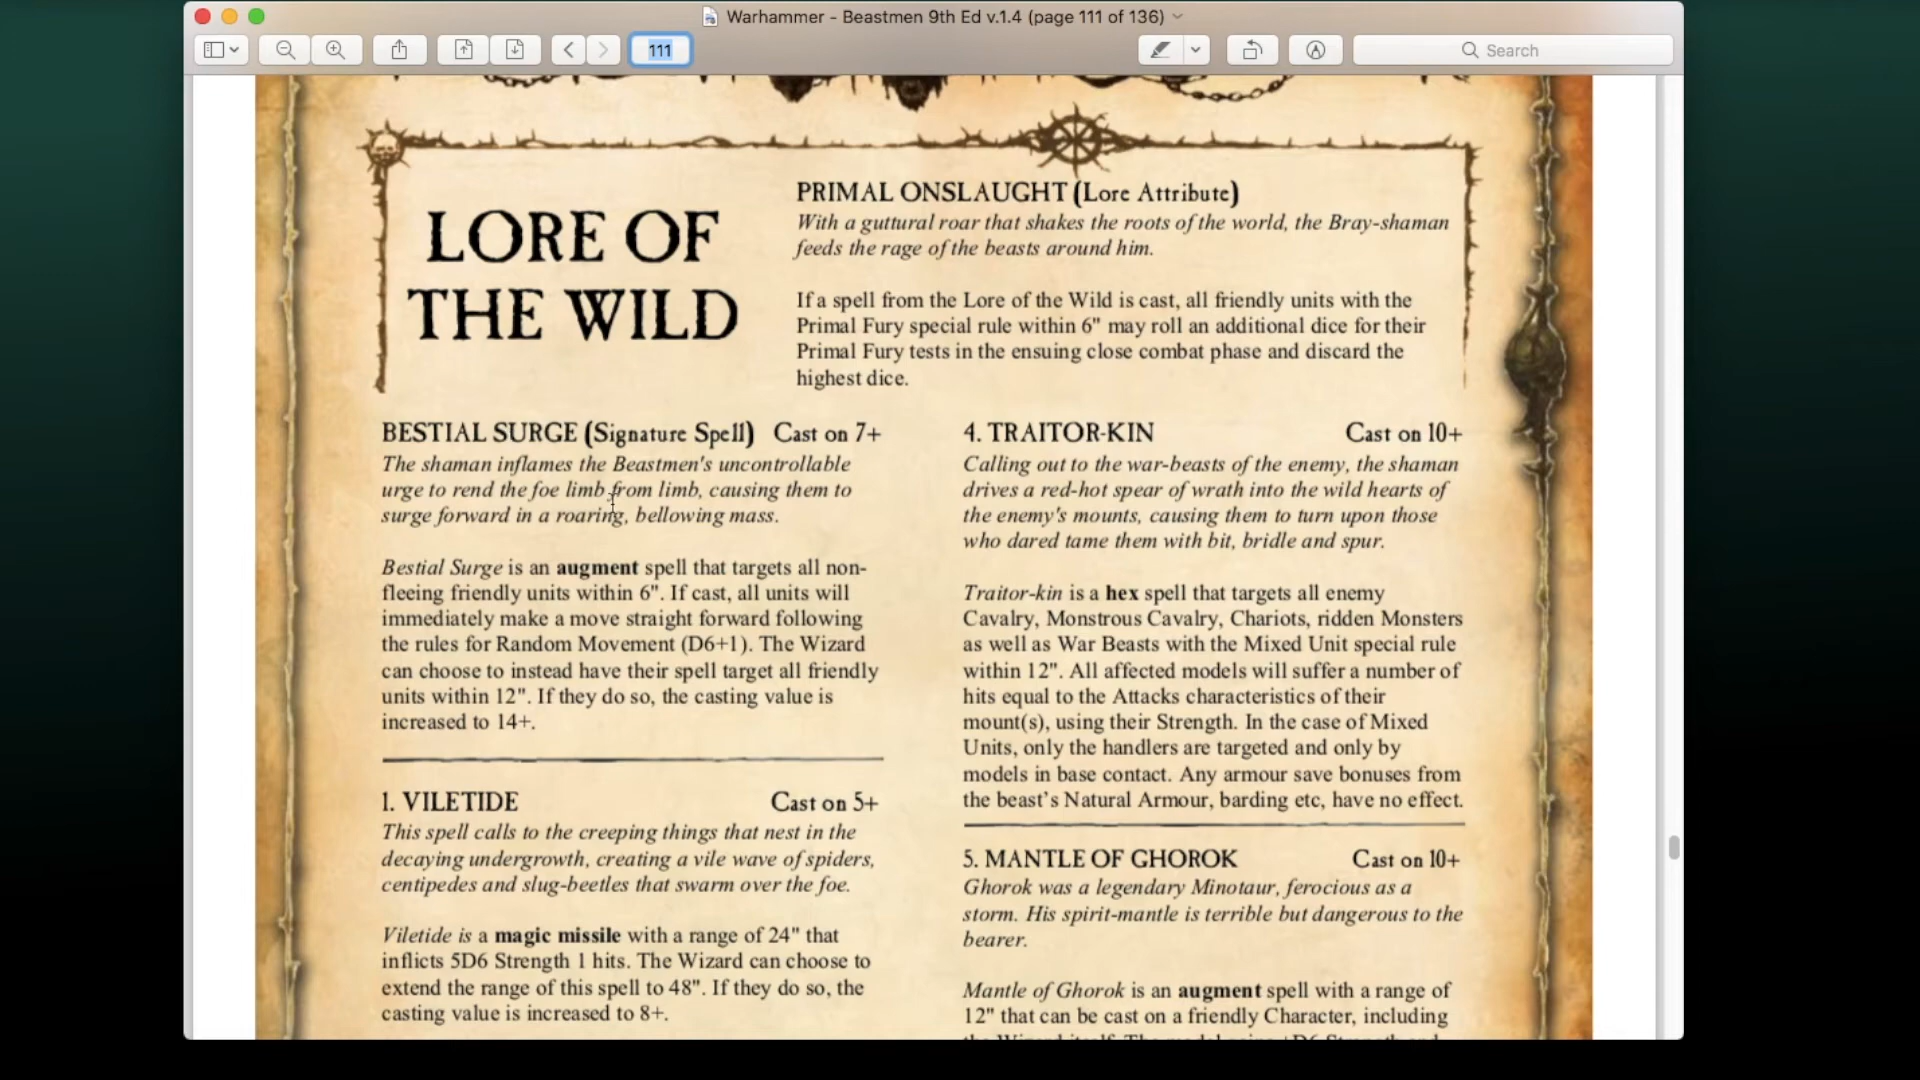 Warhammer - Beastmen 9th Ed v.1.4 (page 111 of 136)
111
Search
LORE OF
THE WILD
PRIMAL ONSLAUGHT (Lore Attribute)
With a guttural roar that shakes the roots of the world, the Bray-shaman
feeds the rage of the beasts around him.
If a spell from the Lore of the Wild is cast, all friendly units with the
Primal Fury special rule within 6" may roll an additional dice for their
Primal Fury tests in the ensuing close combat phase and discard the
highest dice.
BESTIAL SURGE (Signature Spell) Cast on 7+
The shaman inflames the Beastmen's uncontrollable
urge to rend the foe limb from limb, causing them to
surge forward in a roaring, bellowing mass.
Bestial Surge is an augment spell that targets all non-
fleeing friendly units within 6". If cast, all units will
immediately make a move straight forward following
the rules for Random Movement (D6+1). The Wizard
can choose to instead have their spell target all friendly
units within 12". If they do so, the casting value is
increased to 14+.
1. VILETIDE Cast on 5+
This spell calls to the creeping things that nest in the
decaying undergrowth, creating a vile wave of spiders,
centipedes and slug-beetles that swarm over the foe.
Viletide is a magic missile with a range of 24" that
inflicts 5D6 Strength 1 hits. The Wizard can choose to
extend the range of this spell to 48". If they do so, the
casting value is increased to 8+.
4. TRAITOR-KIN Cast on 10+
Calling out to the war-beasts of the enemy, the shaman
drives a red-hot spear of wrath into the wild hearts of
the enemy's mounts, causing them to turn upon those
who dared tame them with bit, bridle and spur.
Traitor-kin is a hex spell that targets all enemy
Cavalry, Monstrous Cavalry, Chariots, ridden Monsters
as well as War Beasts with the Mixed Unit special rule
within 12". All affected models will suffer a number of
hits equal to the Attacks characteristics of their
mount(s), using their Strength. In the case of Mixed
Units, only the handlers are targeted and only by
models in base contact. Any armour save bonuses from
the beast's Natural Armour, barding etc, have no effect.
5. MANTLE OF GHOROK Cast on 10+
Ghorok was a legendary Minotaur, ferocious as a
storm. His spirit-mantle is terrible but dangerous to the
bearer.
Mantle of Ghorok is an augment spell with a range of
12" that can be cast on a friendly Character, including